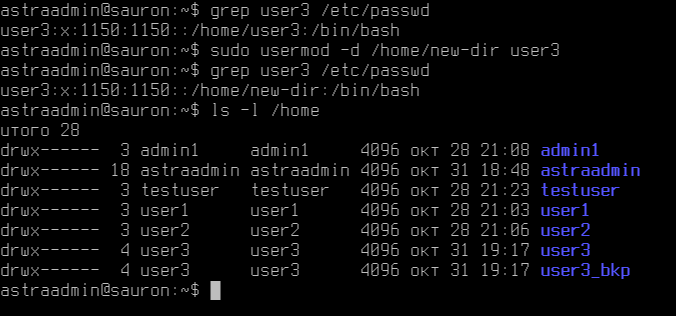 astraadmin@sauron:~$ grep user3 /etc/passwd
user3:x:1150:1150::/home/user3:/bin/bash
astraadmin@sauron:~$ sudo usermod -d /home/new-dir user3
astraadmin@sauron:~$ grep user3 /etc/passwd
user3:x:1150:1150::/home/new-dir:/bin/bash
astraadmin@sauron:~$ ls -l /home
итого 28
drwx------ 3 admin1 admin1 4096 окт 28 21:08 admin1
drwx------ 18 astraadmin astraadmin 4096 окт 31 18:48 astraadmin
drwx------ 3 testuser testuser 4096 окт 28 21:23 testuser
drwx------ 3 user1 user1 4096 окт 28 21:03 user1
drwx------ 3 user2 user2 4096 окт 28 21:06 user2
drwx------ 4 user3 user3 4096 окт 31 19:17 user3
drwx------ 4 user3 user3 4096 окт 31 19:17 user3_bkp
astraadmin@sauron:~$